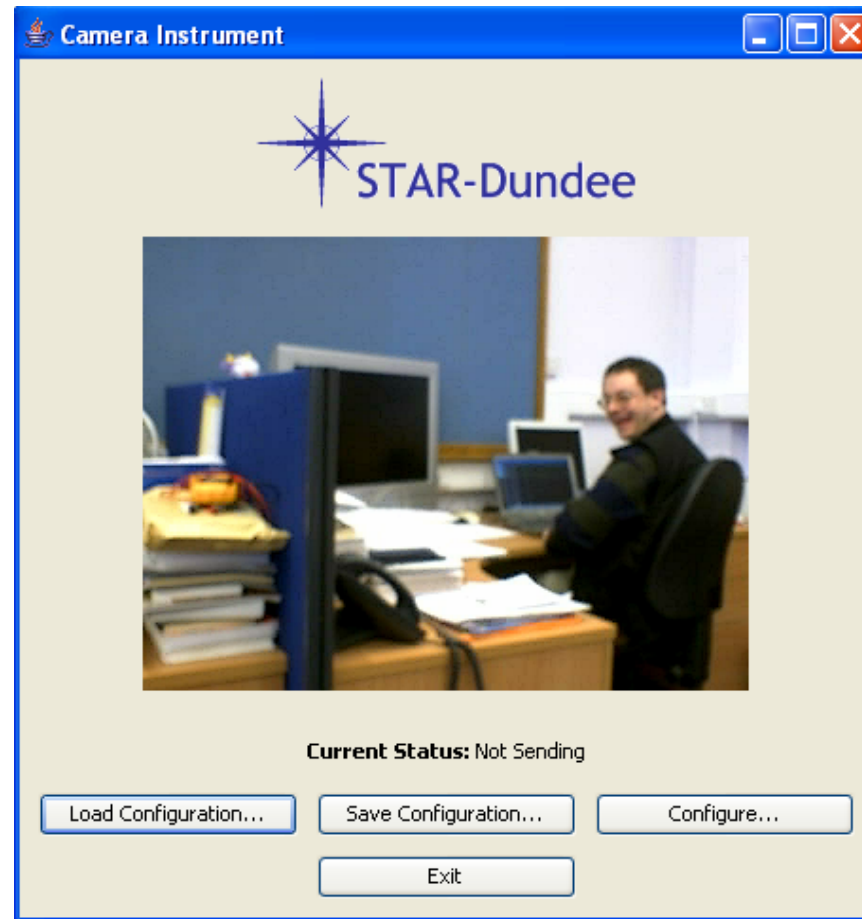 Camera Instrument
STAR-Dundee
Current Status: Not Sending
Load Configuration... Save Configuration... Configure...
Exit